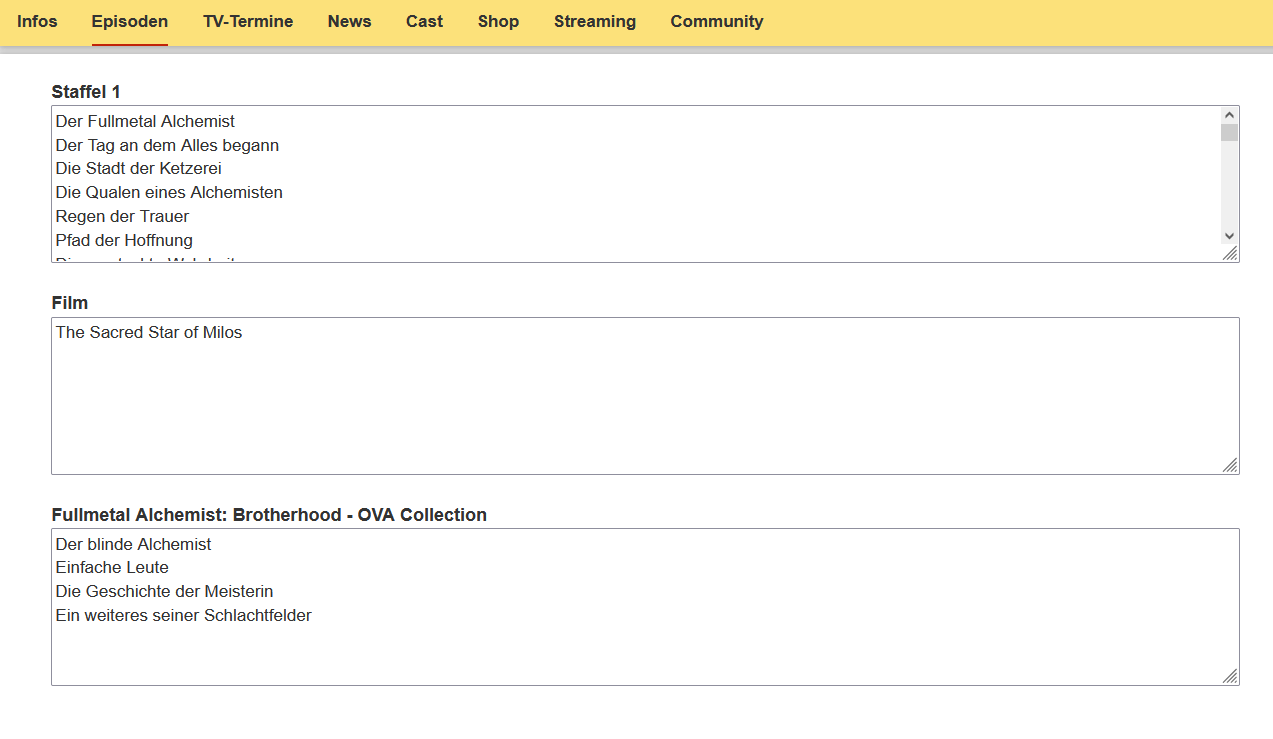 Infos Episoden TV-Termine News Cast Shop Streaming Community
Staffel 1
Der Fullmetal Alchemist
Der Tag an dem Alles begann
Die Stadt der Ketzerei
Die Qualen eines Alchemisten
Regen der Trauer
Pfad der Hoffnung
Film
The Sacred Star of Milos
Fullmetal Alchemist: Brotherhood - OVA Collection
Der blinde Alchemist
Einfache Leute
Die Geschichte der Meisterin
Ein weiteres seiner Schlachtfelder